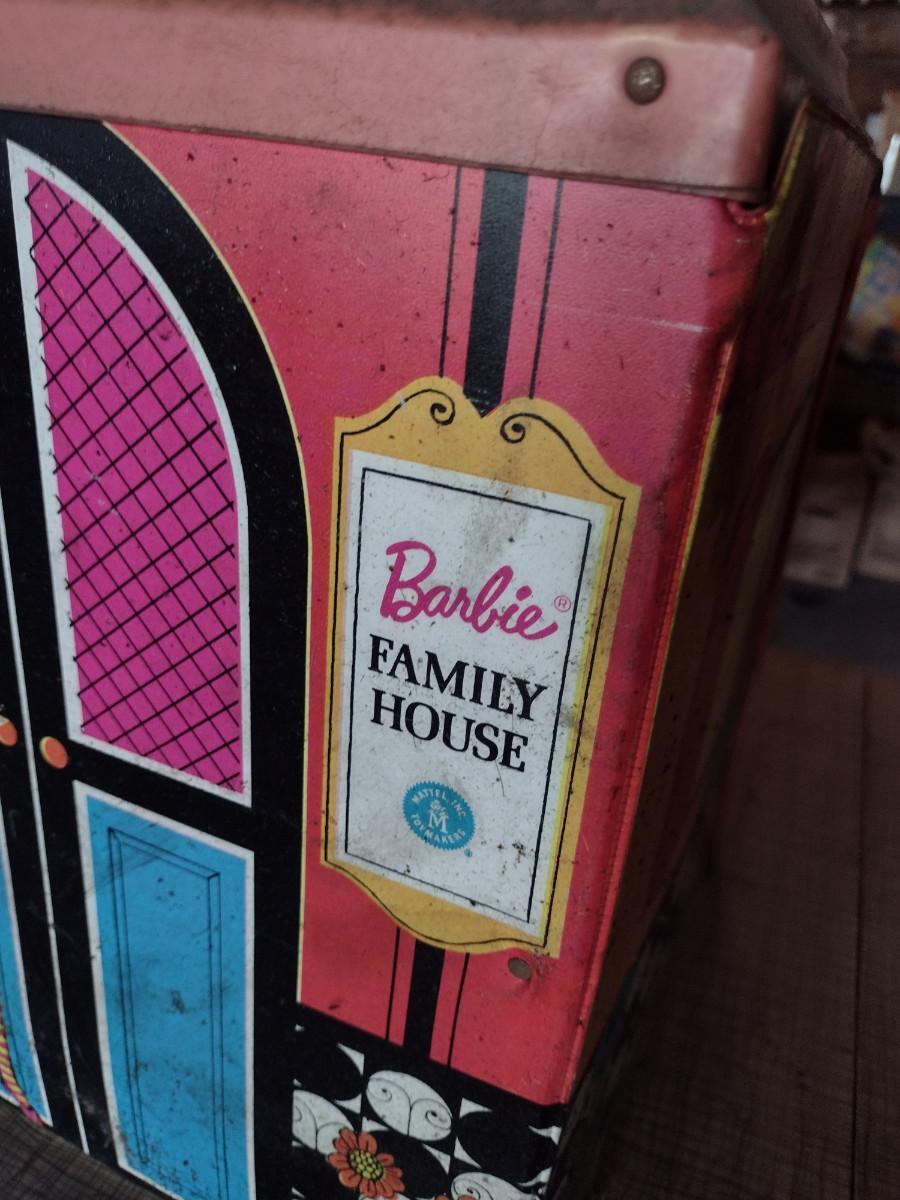 Barbie®
FAMILY
HOUSE
MATTEL, INC.
M
TOYMAKERS
®